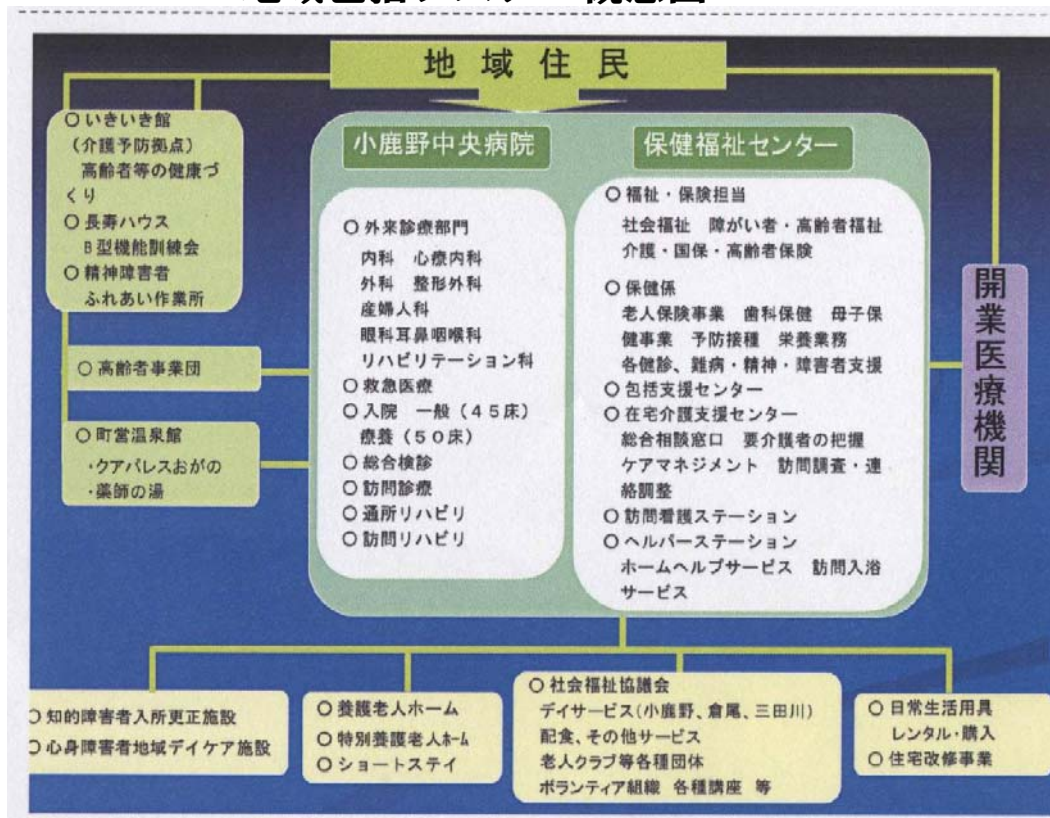 地域住民
○いきいき館
（介護予防拠点）
高齢者等の健康づ
くり
○長寿ハウス
B型機能訓練会
○精神障害者
ふれあい作業所
○高齢者事業団
○町営温泉館
・クアパレスおがの
・薬師の湯
小鹿野中央病院
○外来診療部門
内科　心療内科
外科　整形外科
産婦人科
眼科耳鼻咽喉科
リハビリテーション科
○救急医療
○入院　一般（４５床）
療養（５０床）
○総合検診
○訪問診療
○通所リハビリ
○訪問リハビリ
保健福祉センター
○福祉・保険担当
社会福祉　障がい者・高齢者福祉
介護・国保・高齢者保険
○保健係
老人保険事業　歯科保健　母子保
健事業　予防接種　栄養業務
各健診、難病・精神・障害者支援
○包括支援センター
○在宅介護支援センター
総合相談窓口　要介護者の把握
ケアマネジメント　訪問調査・連
絡調整
○訪問看護ステーション
○ヘルパーステーション
ホームヘルプサービス　訪問入浴
サービス
開業医療機関
○知的障害者入所更正施設
○心身障害者地域デイケア施設
○養護老人ホーム
○特別養護老人ﾎｰﾑ
○ショートステイ
○社会福祉協議会
デイサービス(小鹿野、倉尾、三田川)
配食、その他サービス
老人クラブ等各種団体
ボランティア組織　各種講座　等
○日常生活用具
レンタル・購入
○住宅改修事業